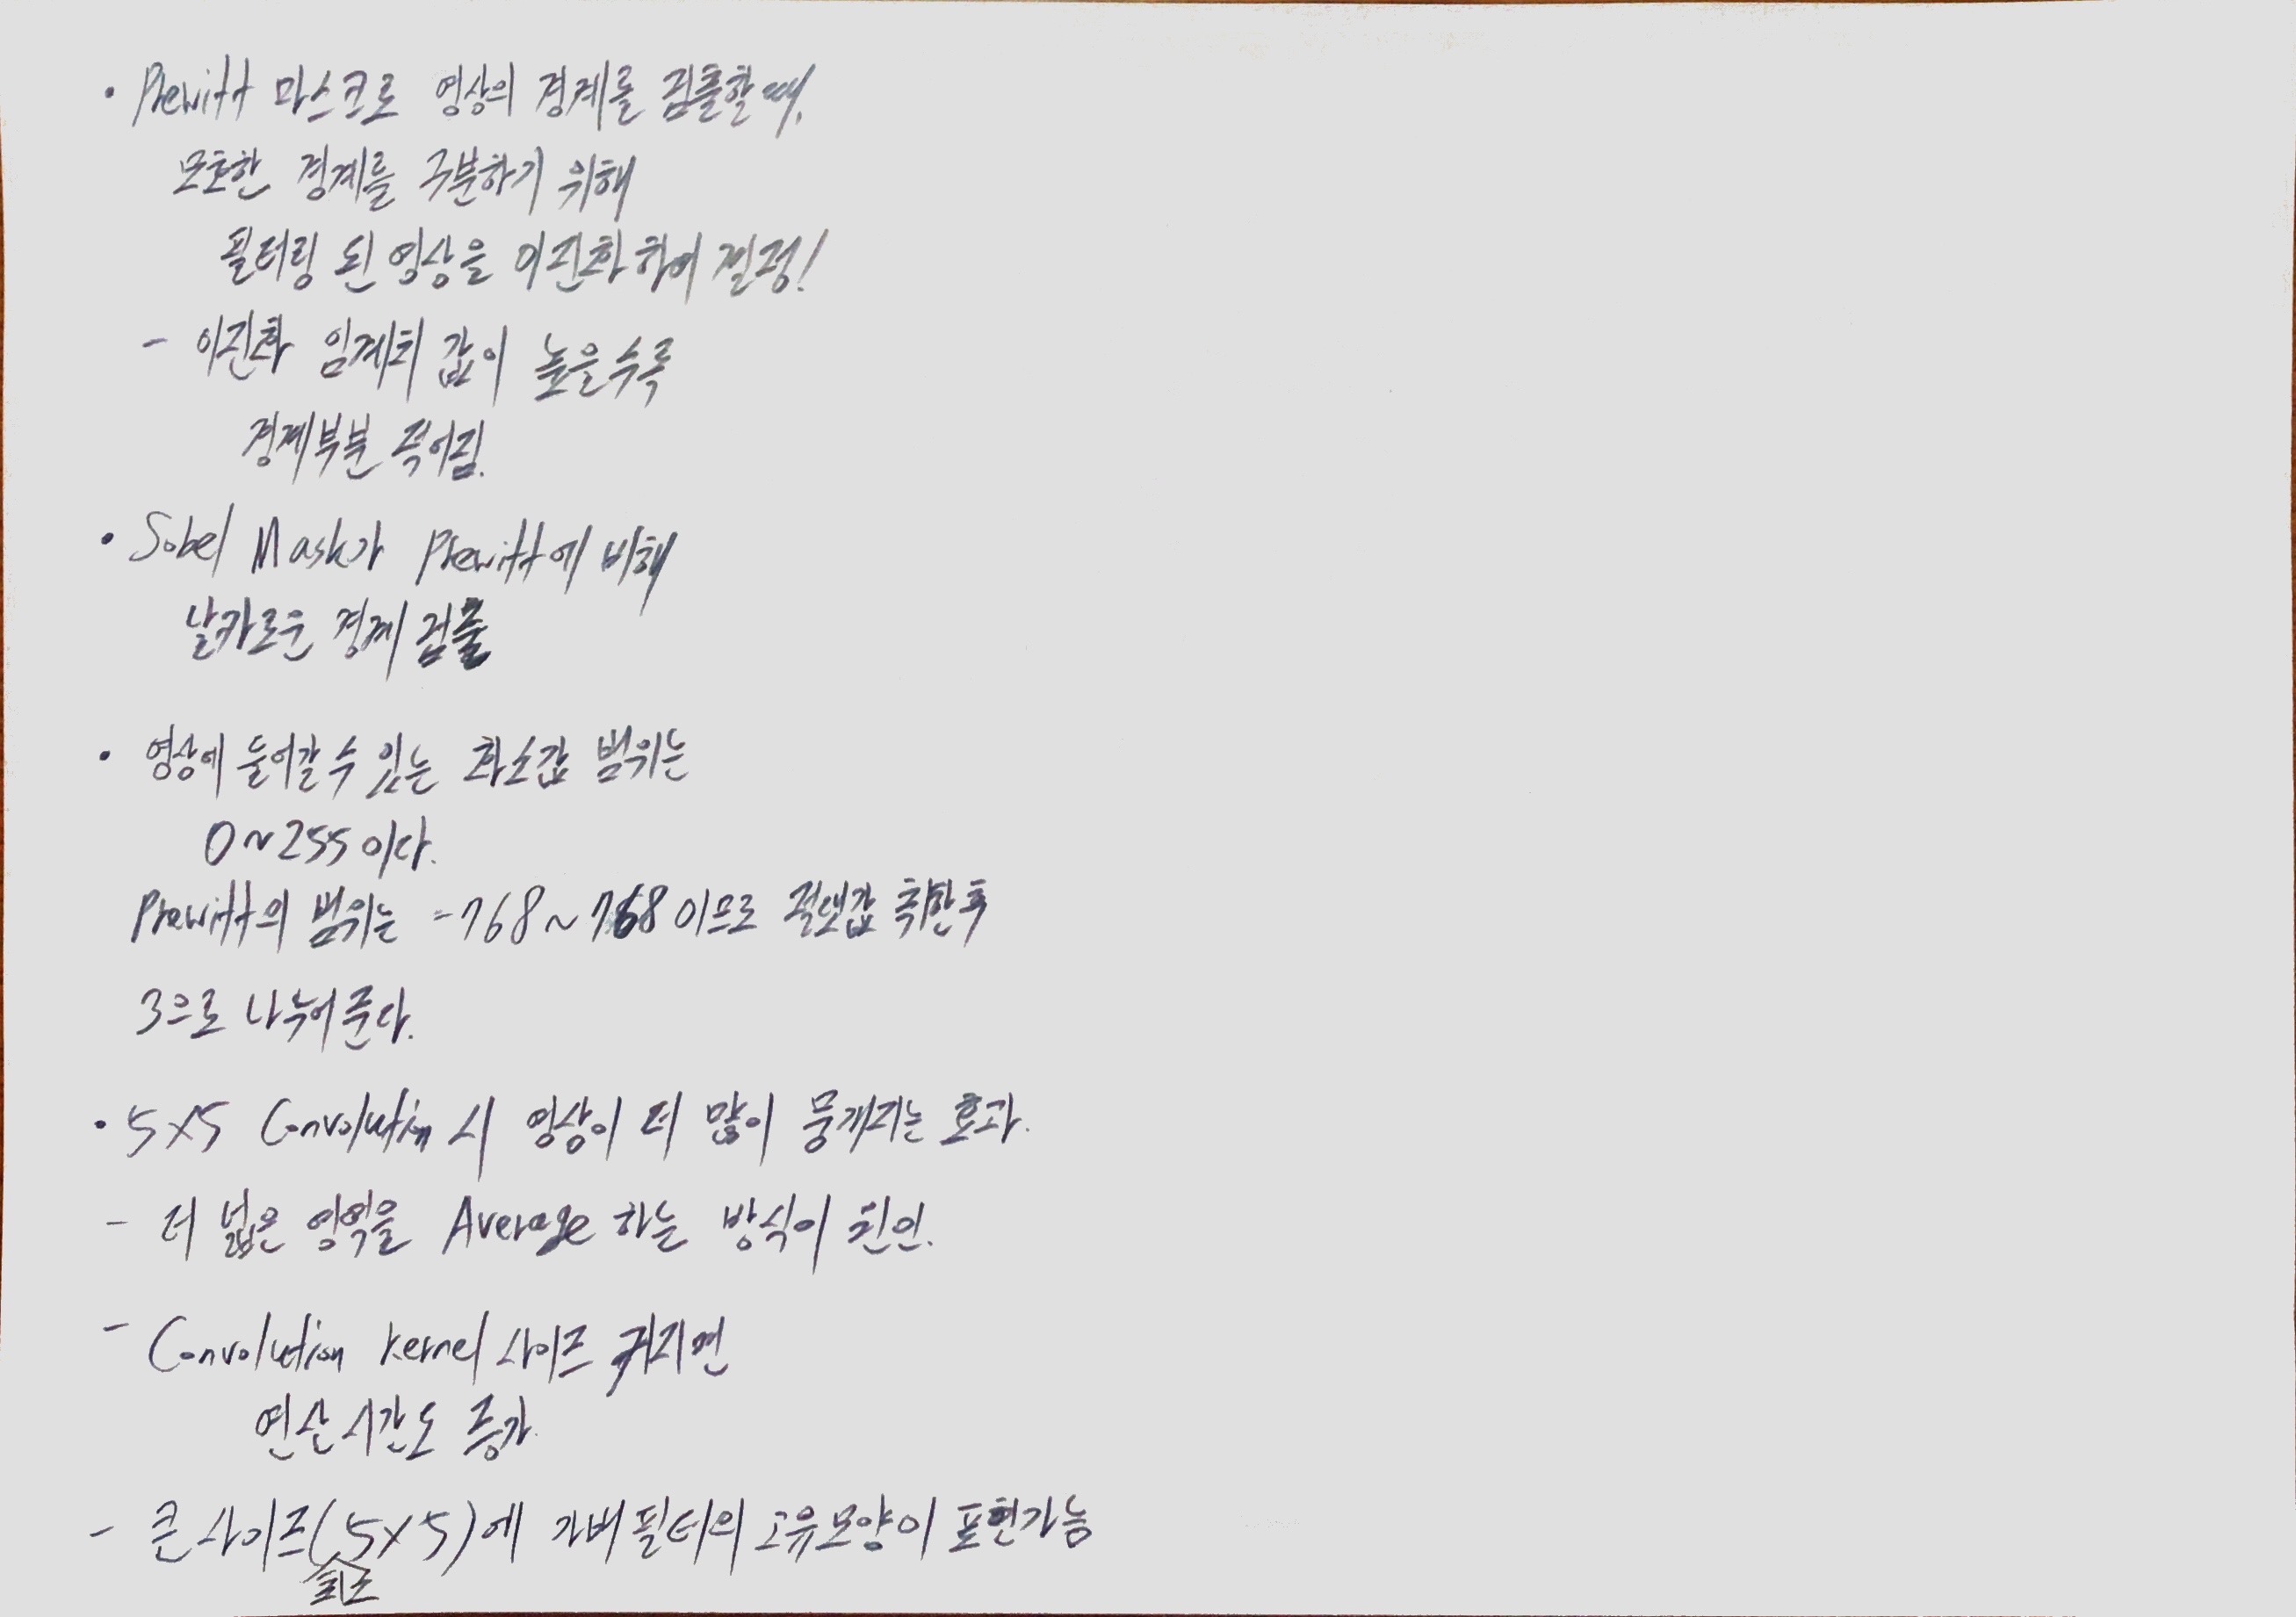 • Prewitt 마스크로 영상의 경계를 검출할 때,
모호한 경계를 구분하기 위해
필터링 된 영상을 이진화 하여 결정!
- 이진화 임계치 값이 높을수록
경계부분 적어짐.
• Sobel Mask가 Prewitt에 비해
날카로운 경계 검출
• 영상에 들어갈 수 있는 화소값 범위는
0~255 이다.
Prewitt의 범위는 -768~768 이므로 절댓값 취한 후
3으로 나누어 준다.
• 5×5 Convolution 시 영상이 더 많이 뭉개지는 효과.
- 더 넓은 영역을 Average 하는 방식이 원인.
- Convolution kernel 사이즈 커지면
연산 시간도 증가.
- 큰 사이즈(5×5)에 가버 필터의 고유모양이 표현가능
최소